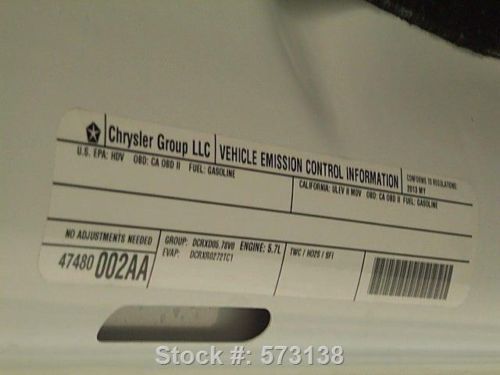 Chrysler Group LLC
VEHICLE EMISSION CONTROL INFORMATION
CONFORMS TO REGULATIONS:
2013 MY
U.S. EPA: HDV OBD: CA OBD II FUEL: GASOLINE
CALIFORNIA: ULEV II MDV OBD: CA OBD II FUEL: GASOLINE
NO ADJUSTMENTS NEEDED
47480 002AA
GROUP: DCRXD05.78V0 ENGINE: 5.7L
EVAP: DCRXR0272TC1
TWC / HO2S / SFI
Stock #: 573138